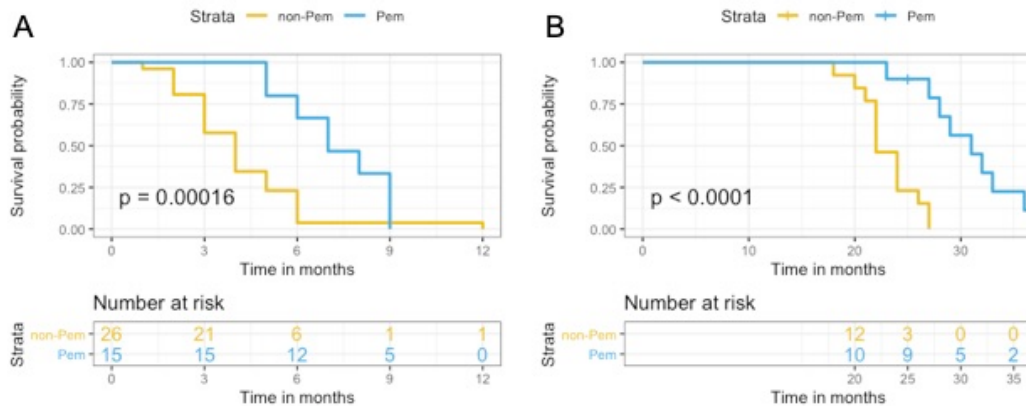 A
Strata non-Pem Pem
Survival probability
1.00
0.75
0.50
0.25
0.00
p = 0.00016
0 3 6 9 12
Time in months
Number at risk
Strata
non-Pem 26 21 6 1 1
Pem 15 15 12 5 0
0 3 6 9 12
Time in months
B
Strata non-Pem Pem
Survival probability
1.00
0.75
0.50
0.25
0.00
p < 0.0001
0 10 20 30
Time in months
Number at risk
Strata
non-Pem 12 3 0 0
Pem 10 9 5 2
20 25 30 35
Time in months